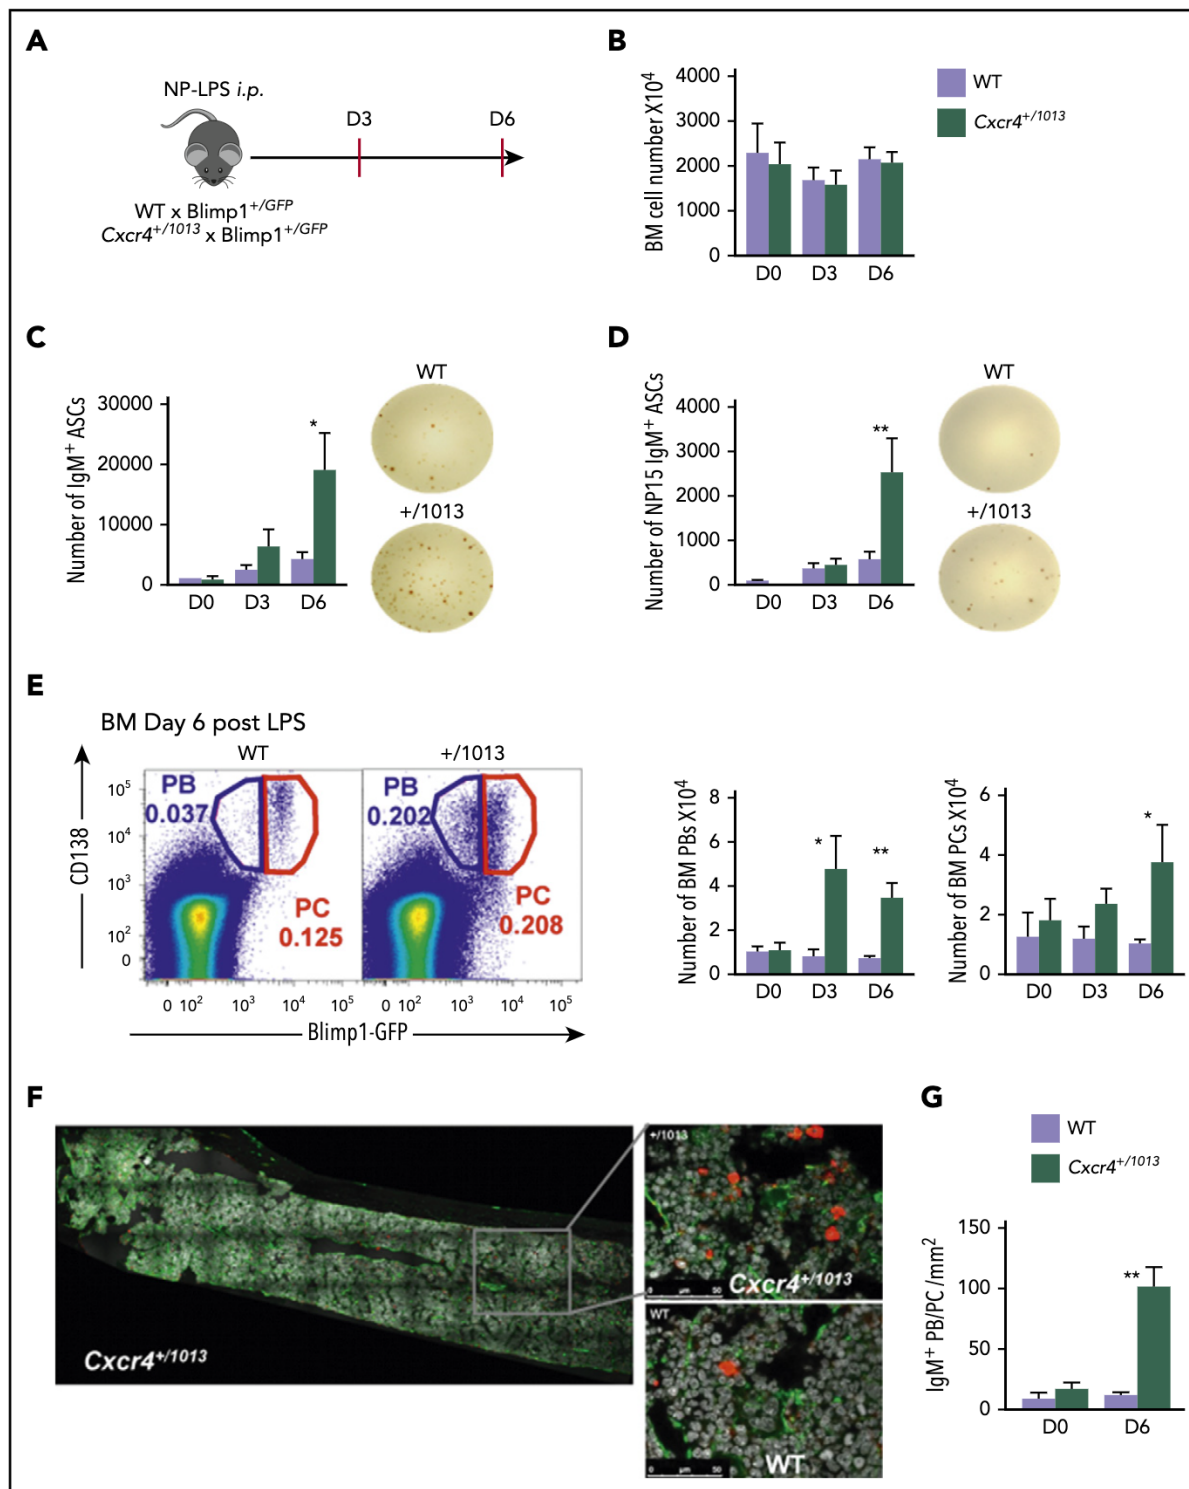 A
NP-LPS i.p.
D3
D6
WT x Blimp1+/GFP
Cxcr4+/1013 x Blimp1+/GFP
B
BM cell number X10⁴
4000
3000
2000
1000
0
D0 D3 D6
WT
Cxcr4+/1013
C
Number of IgM+ ASCs
30000
20000
10000
0
*
D0 D3 D6
WT
+/1013
D
Number of NP15 IgM+ ASCs
4000
3000
2000
1000
0
**
D0 D3 D6
WT
+/1013
E
BM Day 6 post LPS
WT
+/1013
CD138
10⁵
10⁴
10³
10²
0
PB
0.037
PC
0.125
PB
0.202
PC
0.208
0 10² 10³ 10⁴ 10⁵
0 10² 10³ 10⁴ 10⁵
Blimp1-GFP
Number of BM PBs X10⁴
8
6
4
2
0
*
**
D0 D3 D6
Number of BM PCs X10⁴
6
4
2
0
*
D0 D3 D6
F
Cxcr4+/1013
+/1013
Cxcr4+/1013
0 µm 50
WT
WT
0 µm 50
G
WT
Cxcr4+/1013
IgM+ PB/PC /mm²
150
100
50
0
**
D0 D6